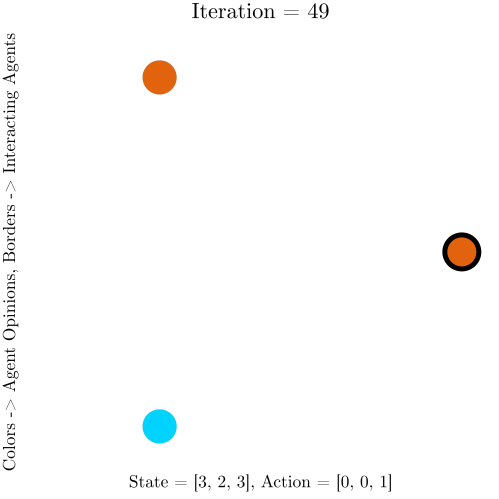 Iteration = 49
Colors -> Agent Opinions, Borders -> Interacting Agents
State = [3, 2, 3], Action = [0, 0, 1]